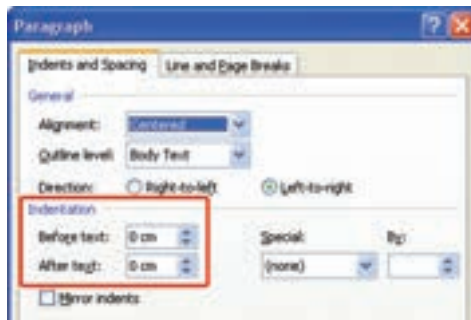 Paragraph
Indents and Spacing Line and Page Breaks
General
Alignment: Centered
Outline level: Body Text
Direction: Right-to-left Left-to-right
Indentation
Before text: 0 cm Special: By:
After text: 0 cm (none)
Mirror indents